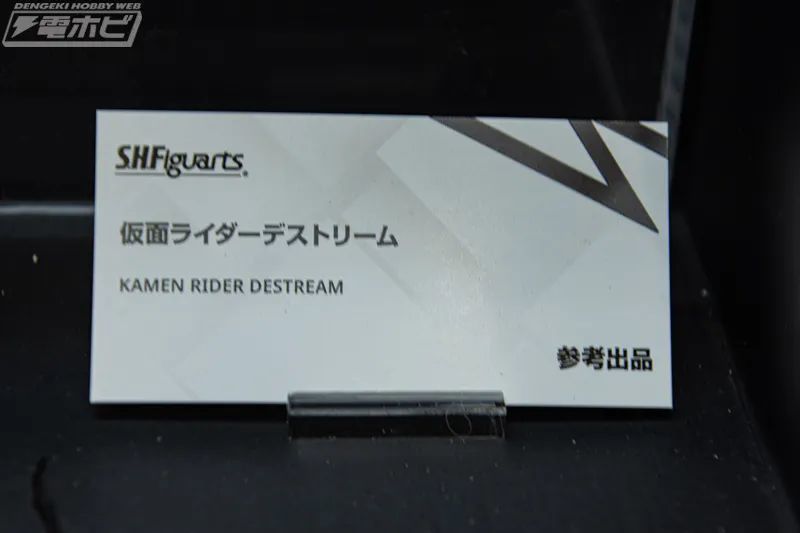 DENGEKI HOBBY WEB
電ホビ
S.H.Figuarts
仮面ライダーデストリーム
KAMEN RIDER DESTREAM
参考出品